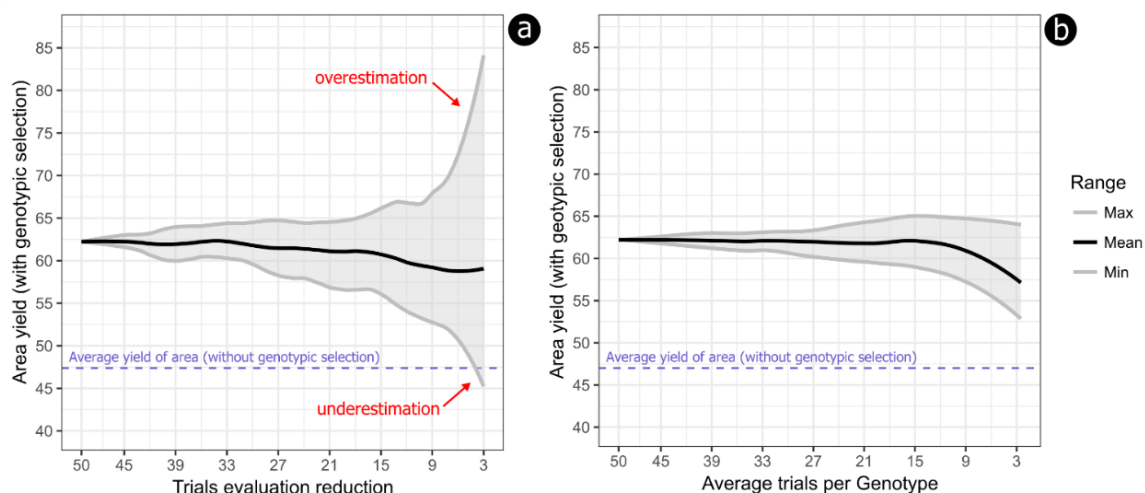 a
85
80
75
70
65
60
55
50
45
40
Area yield (with genotypic selection)
overestimation
Average yield of area (without genotypic selection)
underestimation
50 45 39 33 27 21 15 9 3
Trials evaluation reduction
b
85
80
75
70
65
60
55
50
45
40
Area yield (with genotypic selection)
Average yield of area (without genotypic selection)
50 45 39 33 27 21 15 9 3
Average trials per Genotype
Range
Max
Mean
Min